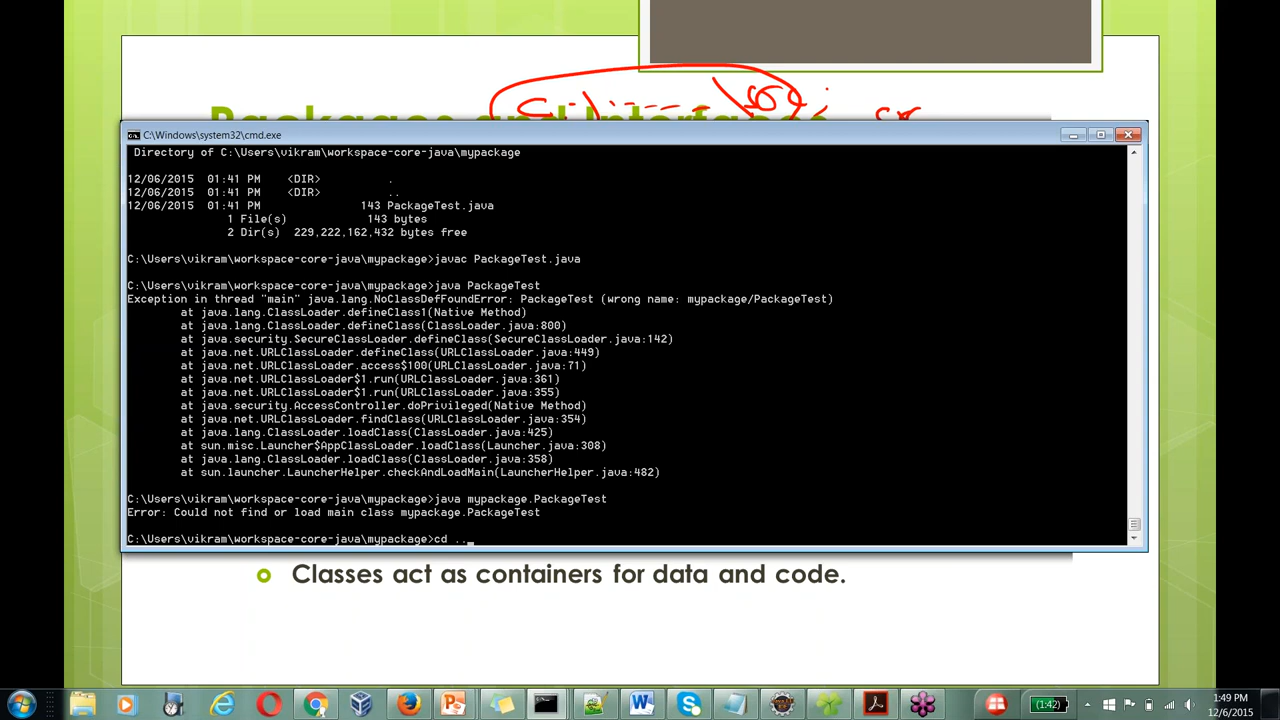 Packages and Interfaces
C:\Windows\system32\cmd.exe
Directory of C:\Users\vikram\workspace-core-java\mypackage
12/06/2015 01:41 PM <DIR> .
12/06/2015 01:41 PM <DIR> ..
12/06/2015 01:41 PM 143 PackageTest.java
1 File(s) 143 bytes
2 Dir(s) 229,222,162,432 bytes free
C:\Users\vikram\workspace-core-java\mypackage>javac PackageTest.java
C:\Users\vikram\workspace-core-java\mypackage>java PackageTest
Exception in thread "main" java.lang.NoClassDefFoundError: PackageTest (wrong name: mypackage/PackageTest)
at java.lang.ClassLoader.defineClass1(Native Method)
at java.lang.ClassLoader.defineClass(ClassLoader.java:800)
at java.security.SecureClassLoader.defineClass(SecureClassLoader.java:142)
at java.net.URLClassLoader.defineClass(URLClassLoader.java:449)
at java.net.URLClassLoader.access$100(URLClassLoader.java:71)
at java.net.URLClassLoader$1.run(URLClassLoader.java:361)
at java.net.URLClassLoader$1.run(URLClassLoader.java:355)
at java.security.AccessController.doPrivileged(Native Method)
at java.net.URLClassLoader.findClass(URLClassLoader.java:354)
at java.lang.ClassLoader.loadClass(ClassLoader.java:425)
at sun.misc.Launcher$AppClassLoader.loadClass(Launcher.java:308)
at java.lang.ClassLoader.loadClass(ClassLoader.java:358)
at sun.launcher.LauncherHelper.checkAndLoadMain(LauncherHelper.java:482)
C:\Users\vikram\workspace-core-java\mypackage>java mypackage.PackageTest
Error: Could not find or load main class mypackage.PackageTest
C:\Users\vikram\workspace-core-java\mypackage>cd .._
Classes act as containers for data and code.
(1:42)
1:49 PM
12/6/2015